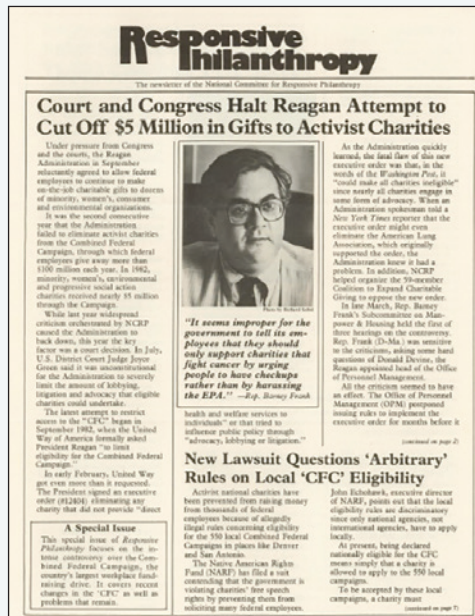 Responsive
Philanthropy
The newsletter of the National Committee for Responsive Philanthropy
Court and Congress Halt Reagan Attempt to
Cut Off $5 Million in Gifts to Activist Charities
Under pressure from Congress
and the courts, the Reagan
Administration in September
reluctantly agreed to allow federal
employees to continue to make
on-the-job charitable gifts to dozens
of minority, women's, consumer
and environmental organizations.
It was the second consecutive
year that the Administration
failed to eliminate activist charities
from the Combined Federal
Campaign, through which federal
employees give away more than
$100 million each year. In 1982,
minority, women's, environmental
and progressive social action
charities received nearly $5 million
through the Campaign.
While last year widespread
criticism orchestrated by NCRP
caused the Administration to
back down, this year the key
factor was a court decision. In July,
U.S. District Court Judge Joyce
Green said it was unconstitutional
for the Administration to severely
limit the amount of lobbying,
litigation and advocacy that eligible
charities could undertake.
The latest attempt to restrict
access to the "CFC" began in
September 1982, when the United
Way of America formally asked
President Reagan "to limit
eligibility for the Combined Federal
Campaign."
In early February, United Way
got even more than it requested.
The President signed an executive
order (#12404) eliminating any
charity that did not provide "direct
A Special Issue
This special issue of Responsive
Philanthropy focuses on the in-
tense controversy over the Com-
bined Federal Campaign, the
country's largest workplace fund-
raising drive. It covers recent
changes in the 'CFC' as well as
problems that remain.
"It seems improper for the
government to tell its em-
ployees that they should
only support charities that
fight cancer by urging
people to have checkups
rather than by harassing
the EPA." —Rep. Barney Frank
health and welfare services to
individuals" or that tried to
influence public policy through
"advocacy, lobbying or litigation."
As the Administration quickly
learned, the fatal flaw of this new
executive order was that, in the
words of the Washington Post, it
"could make all charities ineligible"
since nearly all charities engage in
some form of advocacy. When an
Administration spokesman told a
New York Times reporter that the
executive order might even
eliminate the American Lung
Association, which originally
supported the order, the
Administration knew it had a
problem. In addition, NCRP
helped organize the 59-member
Coalition to Expand Charitable
Giving to oppose the new order.
In late March, Rep. Barney
Frank's Subcommittee on Man-
power & Housing held the first of
three hearings on the controversy.
Rep. Frank (D-Ma.) was sensitive
to the criticisms, asking some hard
questions of Donald Devine, the
Reagan appointed head of the Office
of Personnel Management.
All the criticism seemed to have
an effect. The Office of Personnel
Management (OPM) postponed
issuing rules to implement the
executive order for months before it
(continued on page 2)
New Lawsuit Questions 'Arbitrary'
Rules on Local 'CFC' Eligibility
Activist national charities have
been prevented from raising money
from thousands of federal
employees because of allegedly
illegal rules concerning eligibility
for the 550 local Combined Federal
Campaigns in places like Denver
and San Antonio.
The Native American Rights
Fund (NARF) has filed a suit
contending that the government is
violating charities' free speech
rights by preventing them from
soliciting many federal employees.
John Echohawk, executive director
of NARF, points out that the local
eligibility rules are discriminatory
since only national agencies, not
international agencies, have to apply
locally.
At present, being declared
nationally eligible for the CFC
means simply that a charity is
allowed to apply to the 550 local
campaigns.
To be accepted by these local
campaigns, a charity must